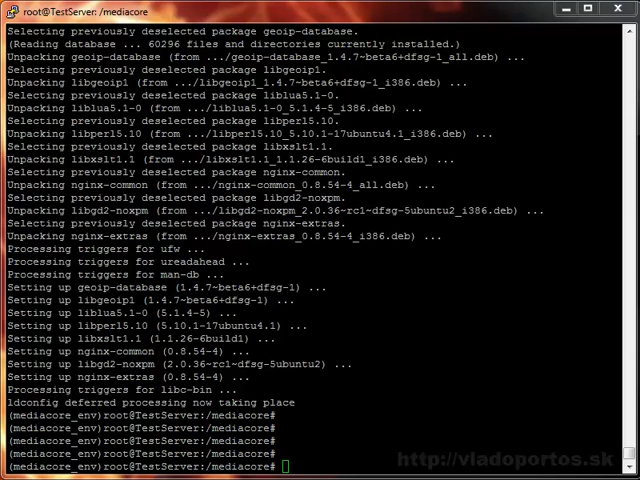 root@TestServer: /mediacore
Selecting previously deselected package geoip-database.
(Reading database ... 60296 files and directories currently installed.)
Unpacking geoip-database (from .../geoip-database_1.4.7~beta6+dfsg-1_all.deb) ...
Selecting previously deselected package libgeoip1.
Unpacking libgeoip1 (from .../libgeoip1_1.4.7~beta6+dfsg-1_i386.deb) ...
Selecting previously deselected package liblua5.1-0.
Unpacking liblua5.1-0 (from .../liblua5.1-0_5.1.4-5_i386.deb) ...
Selecting previously deselected package libperl5.10.
Unpacking libperl5.10 (from .../libperl5.10_5.10.1-17ubuntu4.1_i386.deb) ...
Selecting previously deselected package libxslt1.1.
Unpacking libxslt1.1 (from .../libxslt1.1_1.1.26-6build1_i386.deb) ...
Selecting previously deselected package nginx-common.
Unpacking nginx-common (from .../nginx-common_0.8.54-4_all.deb) ...
Selecting previously deselected package libgd2-noxpm.
Unpacking libgd2-noxpm (from .../libgd2-noxpm_2.0.36~rc1~dfsg-5ubuntu2_i386.deb) ...
Selecting previously deselected package nginx-extras.
Unpacking nginx-extras (from .../nginx-extras_0.8.54-4_i386.deb) ...
Processing triggers for ufw ...
Processing triggers for ureadahead ...
Processing triggers for man-db ...
Setting up geoip-database (1.4.7~beta6+dfsg-1) ...
Setting up libgeoip1 (1.4.7~beta6+dfsg-1) ...
Setting up liblua5.1-0 (5.1.4-5) ...
Setting up libperl5.10 (5.10.1-17ubuntu4.1) ...
Setting up libxslt1.1 (1.1.26-6build1) ...
Setting up nginx-common (0.8.54-4) ...
Setting up libgd2-noxpm (2.0.36~rc1~dfsg-5ubuntu2) ...
Setting up nginx-extras (0.8.54-4) ...
Processing triggers for libc-bin ...
ldconfig deferred processing now taking place
(mediacore_env)root@TestServer:/mediacore#
(mediacore_env)root@TestServer:/mediacore#
(mediacore_env)root@TestServer:/mediacore#
(mediacore_env)root@TestServer:/mediacore#
(mediacore_env)root@TestServer:/mediacore#
http://vladoportos.sk